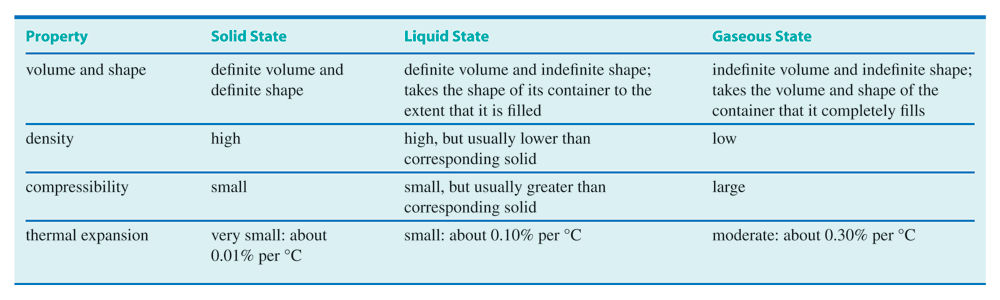 Property Solid State Liquid State Gaseous State
volume and shape definite volume and definite volume and indefinite shape; indefinite volume and indefinite shape;
definite shape takes the shape of its container to the takes the volume and shape of the
extent that it is filled container that it completely fills
density high high, but usually lower than low
corresponding solid
compressibility small small, but usually greater than large
corresponding solid
thermal expansion very small: about small: about 0.10% per °C moderate: about 0.30% per °C
0.01% per °C